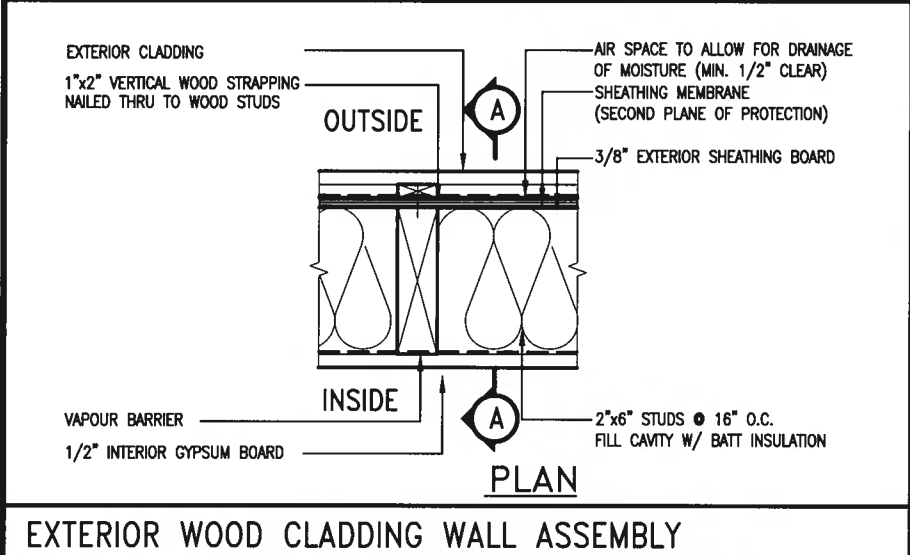 EXTERIOR CLADDING
1"x2" VERTICAL WOOD STRAPPING
NAILED THRU TO WOOD STUDS
AIR SPACE TO ALLOW FOR DRAINAGE
OF MOISTURE (MIN. 1/2" CLEAR)
SHEATHING MEMBRANE
(SECOND PLANE OF PROTECTION)
3/8" EXTERIOR SHEATHING BOARD
OUTSIDE
A
INSIDE
A
VAPOUR BARRIER
1/2" INTERIOR GYPSUM BOARD
2"x6" STUDS @ 16" O.C.
FILL CAVITY W/ BATT INSULATION
PLAN
EXTERIOR WOOD CLADDING WALL ASSEMBLY